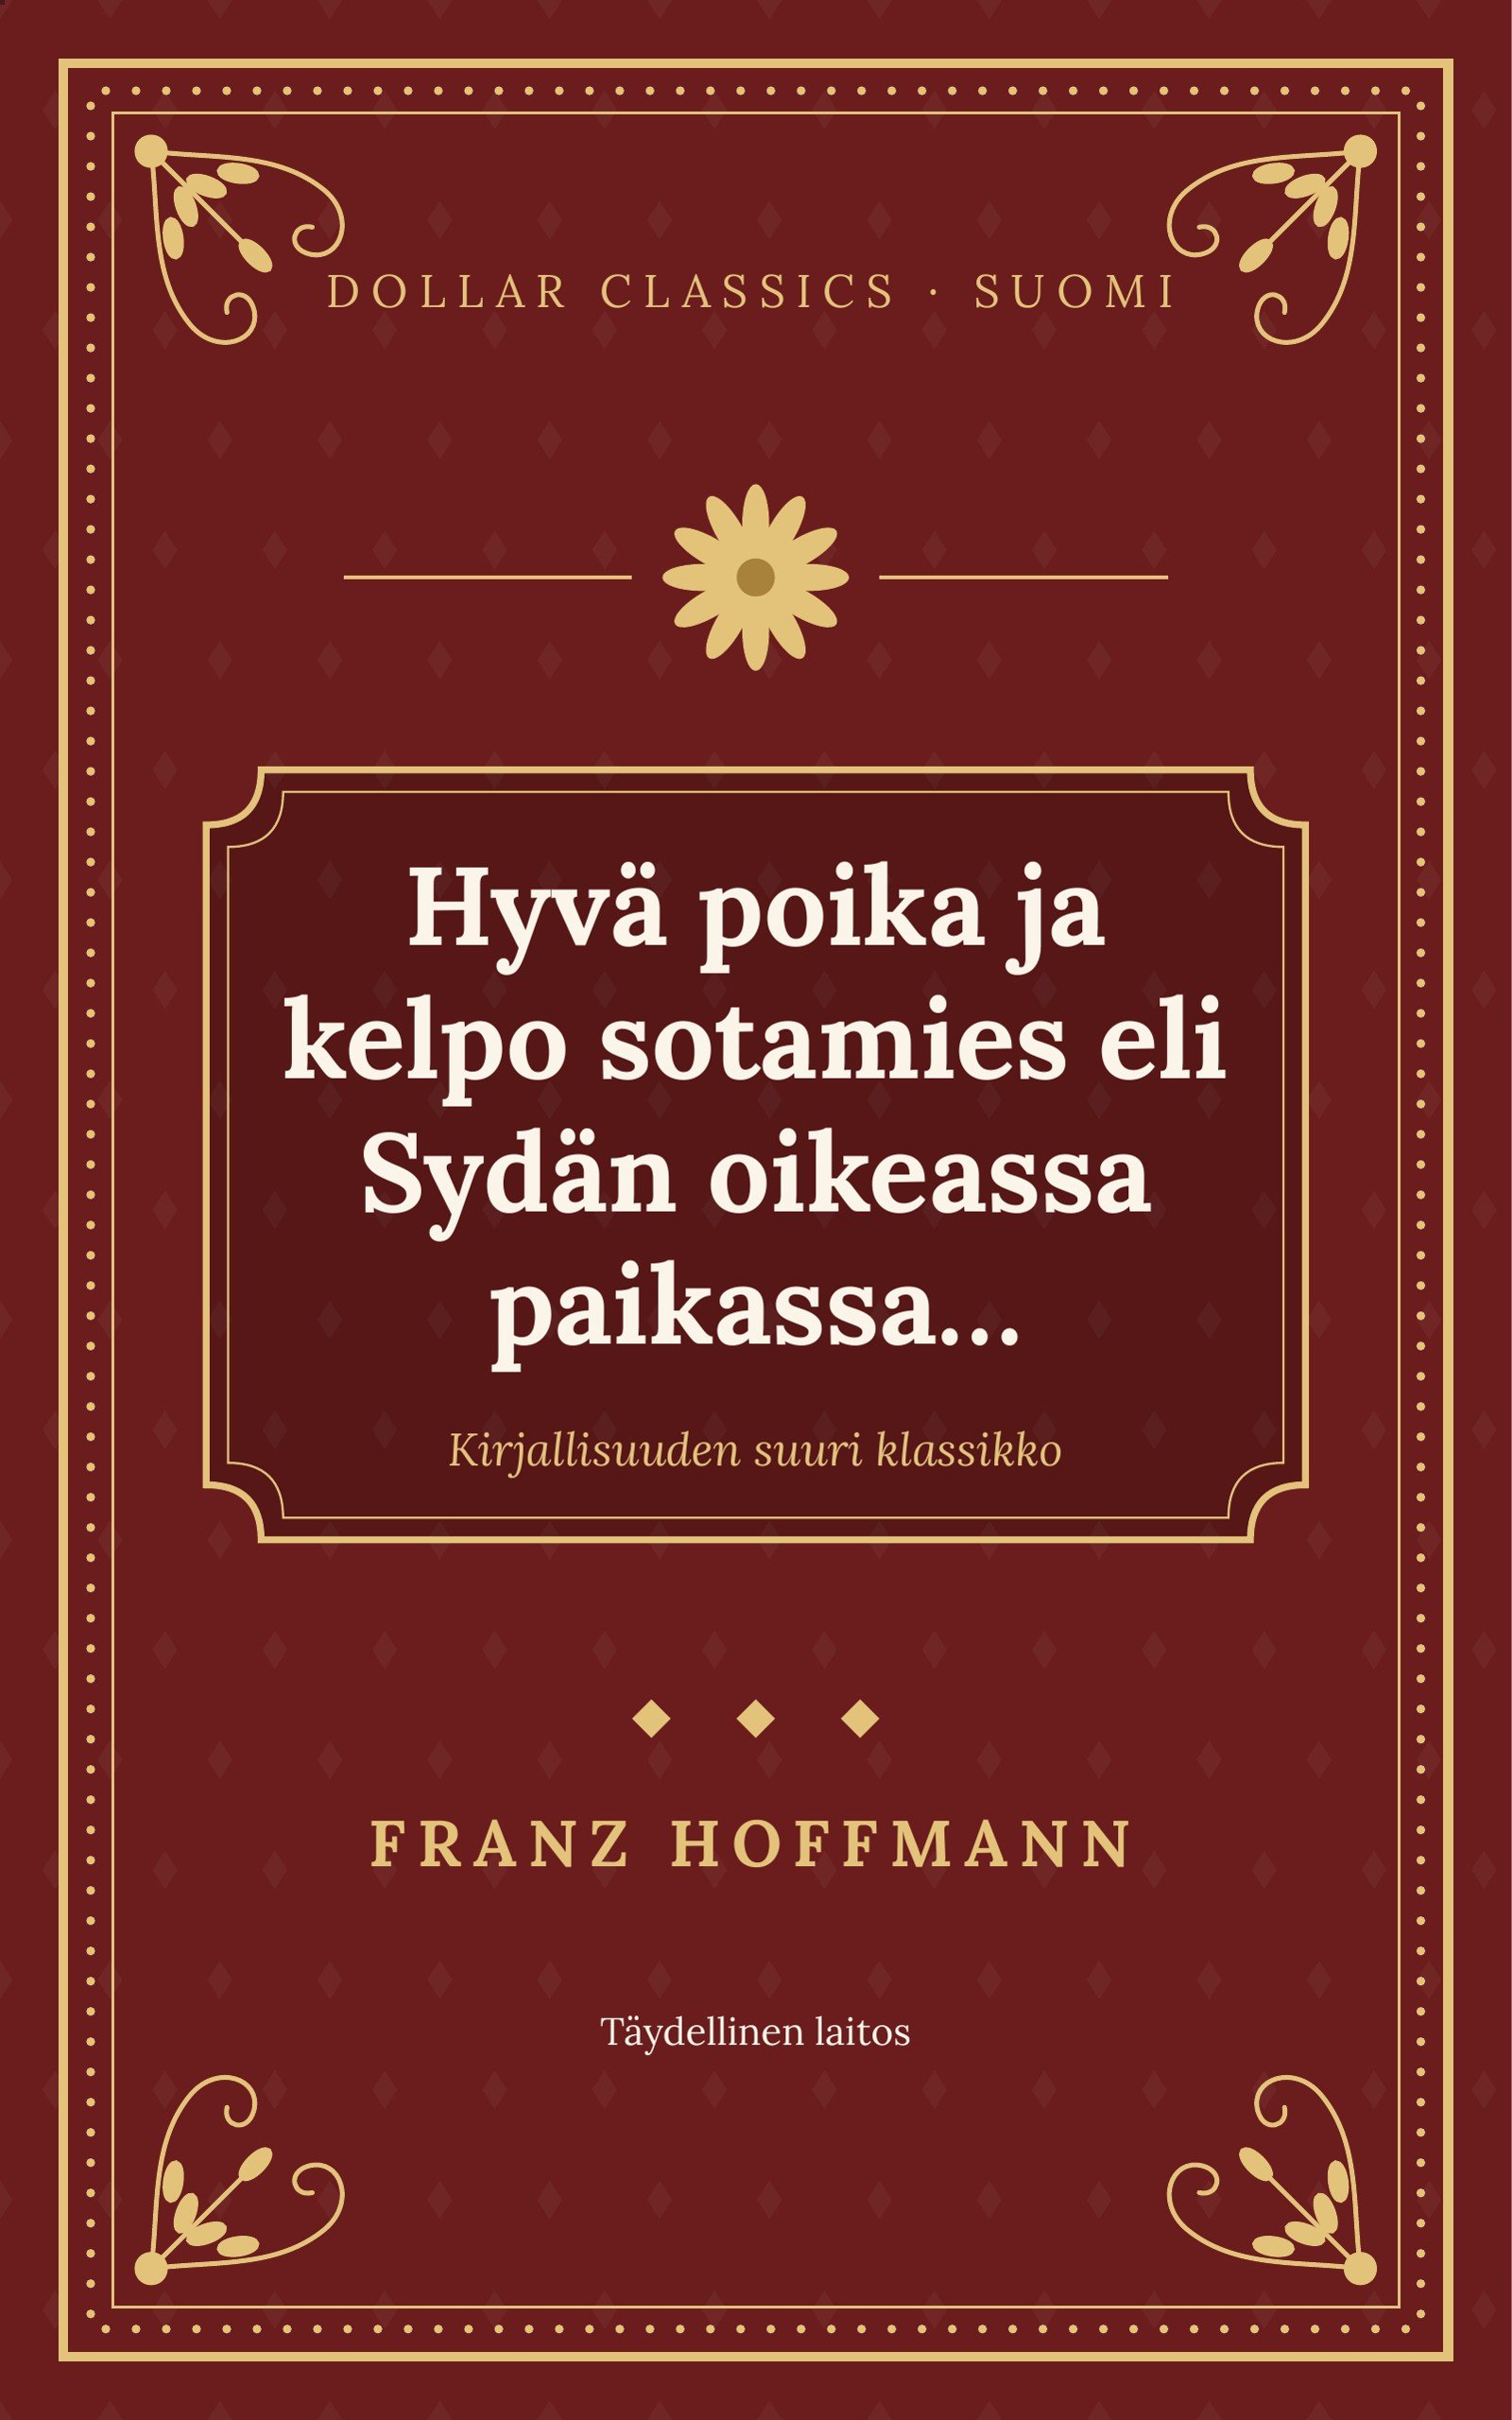 DOLLAR CLASSICS · SUOMI
Hyvä poika ja
kelpo sotamies eli
Sydän oikeassa
paikassa...
Kirjallisuuden suuri klassikko
FRANZ HOFFMANN
Täydellinen laitos